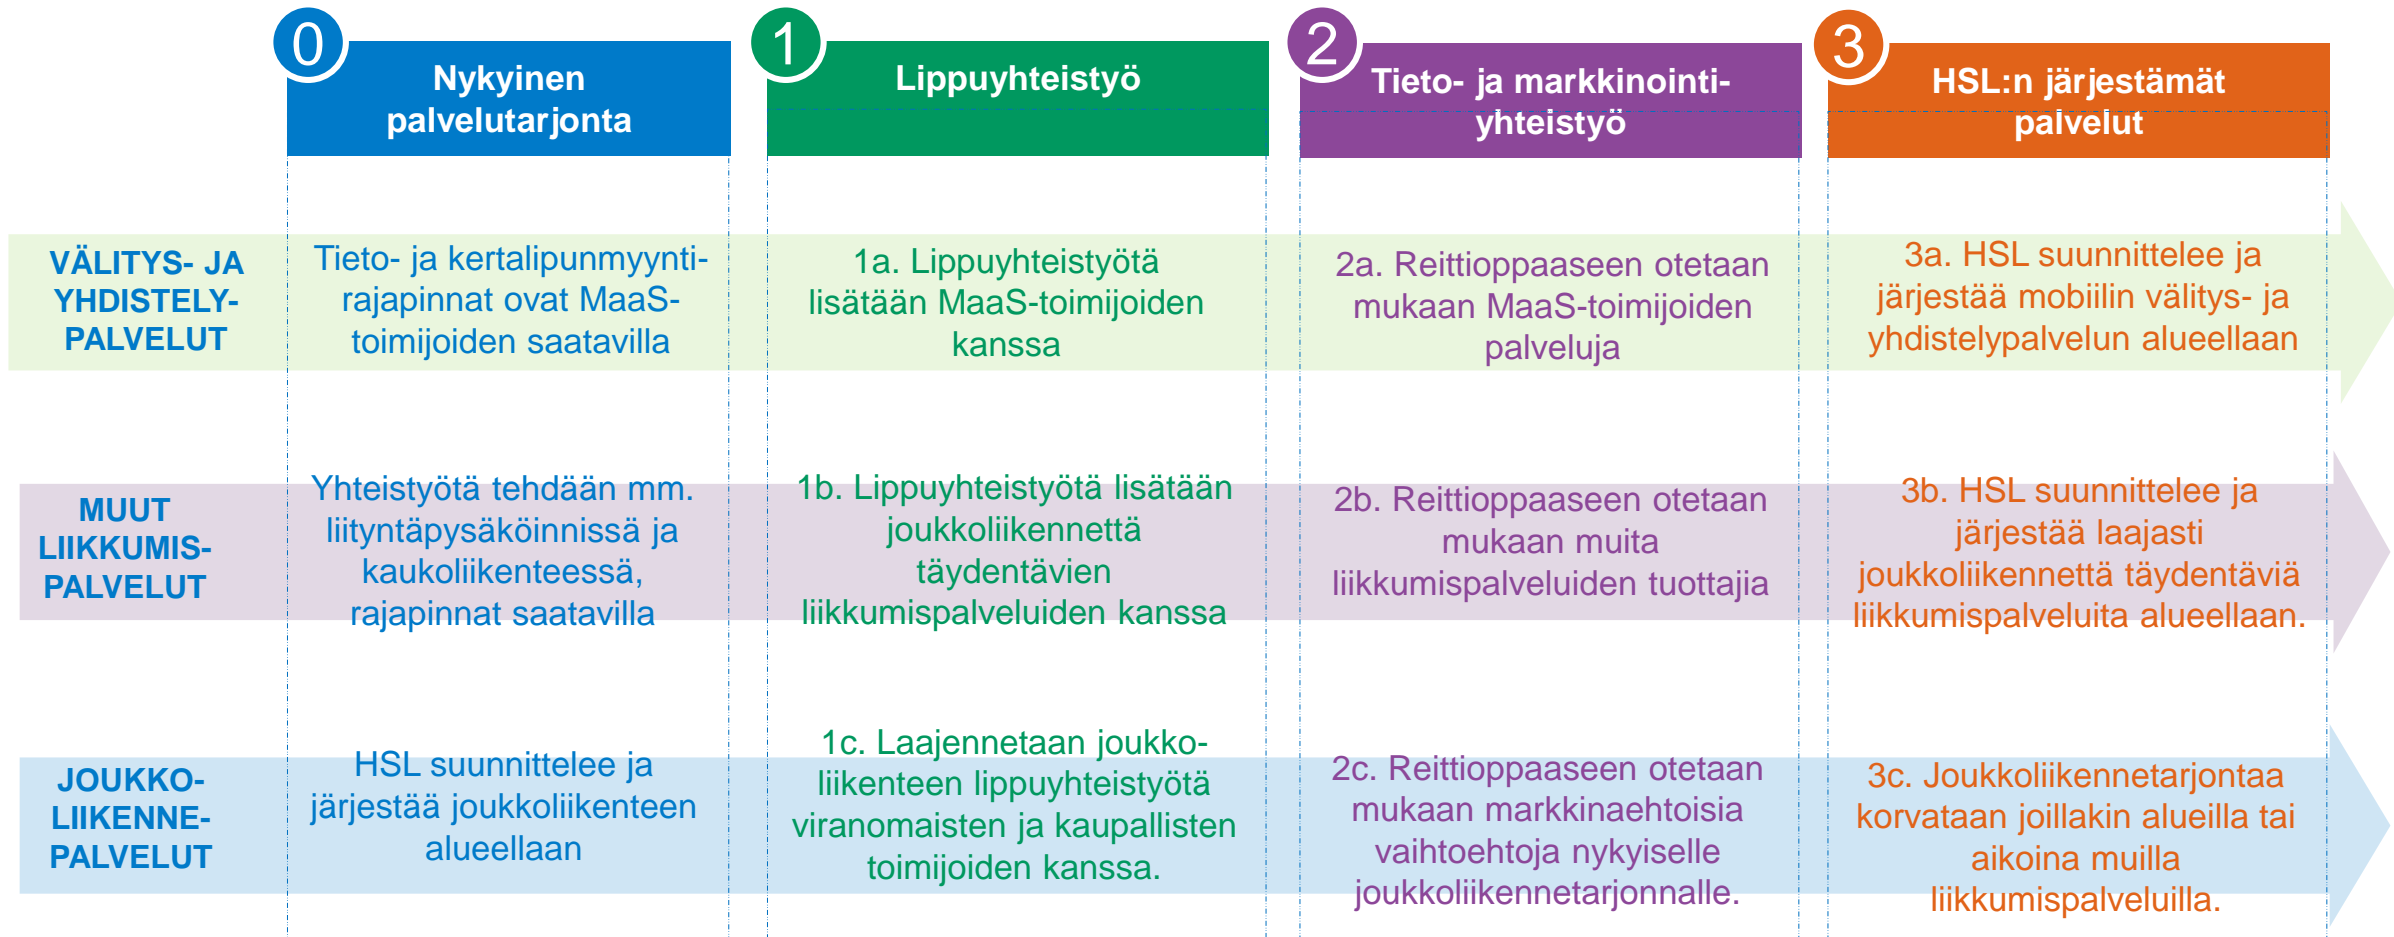 0
Nykyinen
palvelutarjonta
1
Lippuyhteistyö
2
Tieto- ja markkinointi-
yhteistyö
3
HSL:n järjestämät
palvelut
VÄLITYS- JA
YHDISTELY-
PALVELUT
Tieto- ja kertalipunmyynti-
rajapinnat ovat MaaS-
toimijoiden saatavilla
1a. Lippuyhteistyötä
lisätään MaaS-toimijoiden
kanssa
2a. Reittioppaaseen otetaan
mukaan MaaS-toimijoiden
palveluja
3a. HSL suunnittelee ja
järjestää mobiilin välitys- ja
yhdistelypalvelun alueellaan
MUUT
LIIKKUMIS-
PALVELUT
Yhteistyötä tehdään mm.
liityntäpysäköinnissä ja
kaukoliikenteessä,
rajapinnat saatavilla
1b. Lippuyhteistyötä lisätään
joukkoliikennettä
täydentävien
liikkumispalveluiden kanssa
2b. Reittioppaaseen otetaan
mukaan muita
liikkumispalveluiden tuottajia
3b. HSL suunnittelee ja
järjestää laajasti
joukkoliikennettä täydentäviä
liikkumispalveluita alueellaan.
JOUKKO-
LIIKENNE-
PALVELUT
HSL suunnittelee ja
järjestää joukkoliikenteen
alueellaan
1c. Laajennetaan joukko-
liikenteen lippuyhteistyötä
viranomaisten ja kaupallisten
toimijoiden kanssa.
2c. Reittioppaaseen otetaan
mukaan markkinaehtoisia
vaihtoehtoja nykyiselle
joukkoliikennetarjonnalle.
3c. Joukkoliikennetarjontaa
korvataan joillakin alueilla tai
aikoina muilla
liikkumispalveluilla.